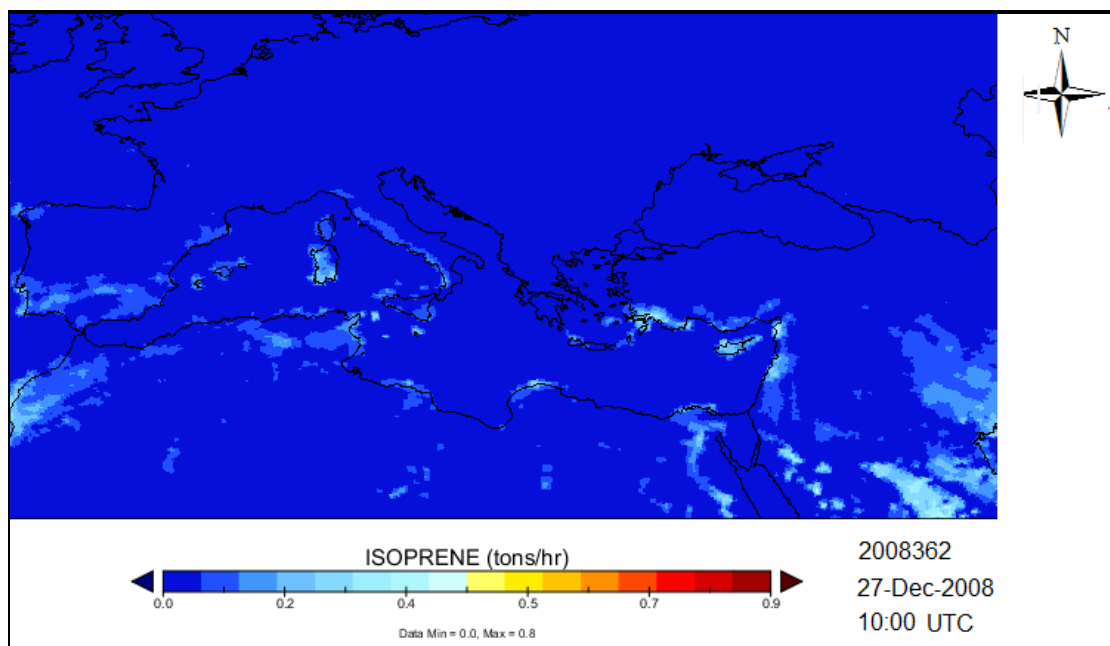 N
ISOPRENE (tons/hr)
0.0 0.2 0.4 0.5 0.7 0.9
Data Min = 0.0, Max = 0.8
2008362
27-Dec-2008
10:00 UTC